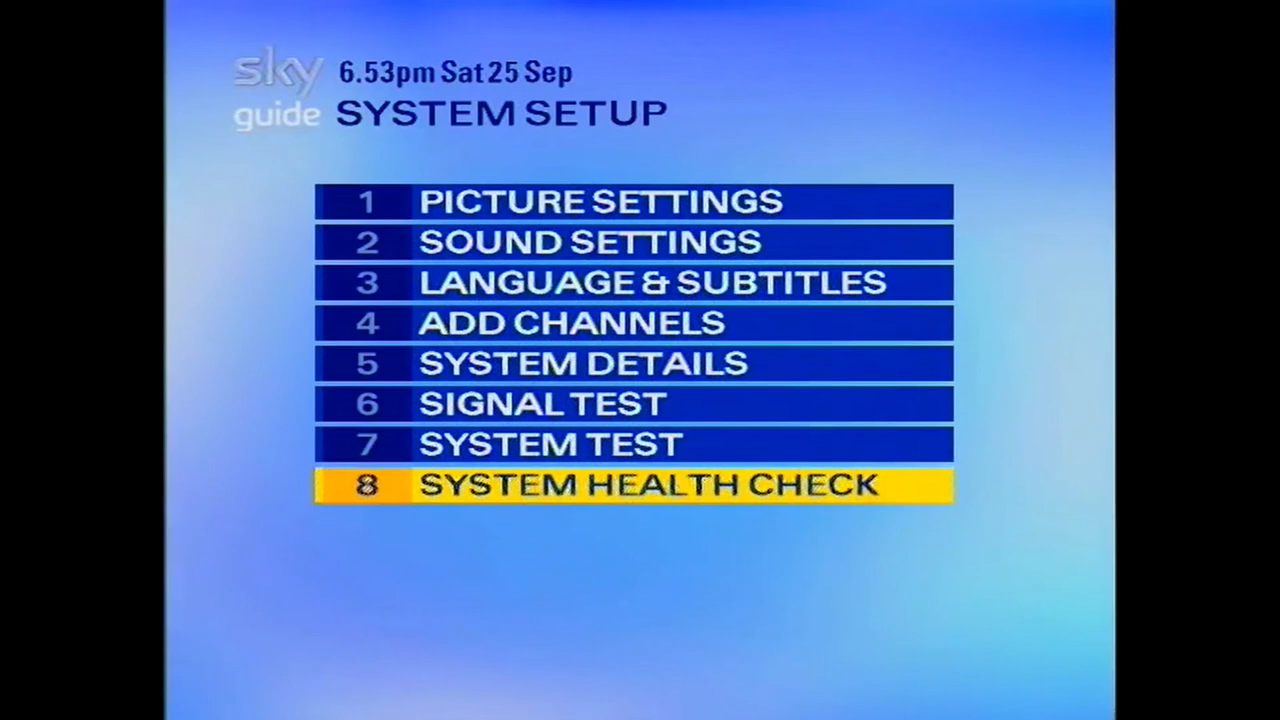 sky 6.53pm Sat 25 Sep
guide SYSTEM SETUP
1 PICTURE SETTINGS
2 SOUND SETTINGS
3 LANGUAGE & SUBTITLES
4 ADD CHANNELS
5 SYSTEM DETAILS
6 SIGNAL TEST
7 SYSTEM TEST
8 SYSTEM HEALTH CHECK